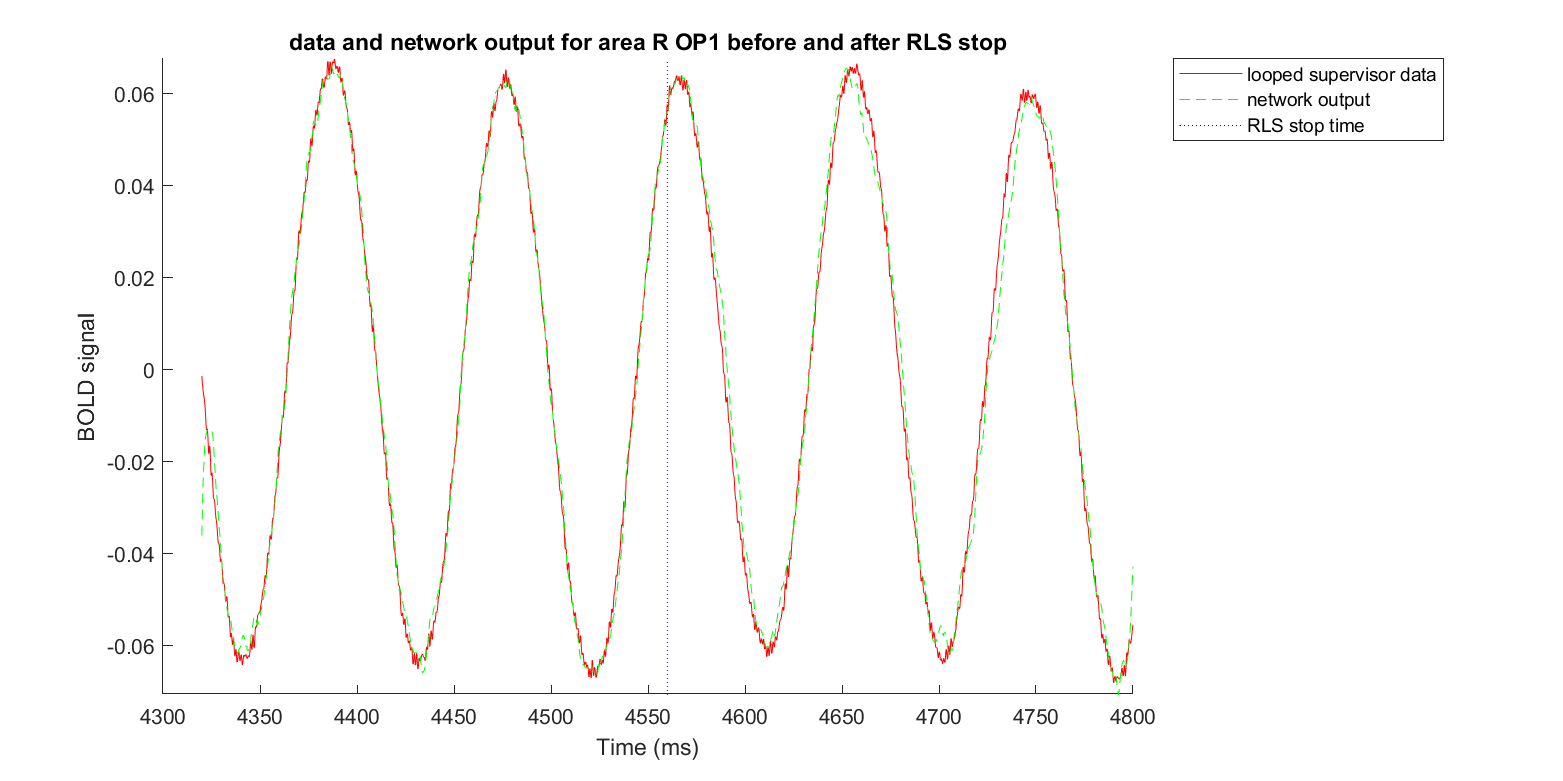 data and network output for area R OP1 before and after RLS stop
looped supervisor data
network output
RLS stop time
0.06
0.04
0.02
0
-0.02
-0.04
-0.06
BOLD signal
4300 4350 4400 4450 4500 4550 4600 4650 4700 4750 4800
Time (ms)